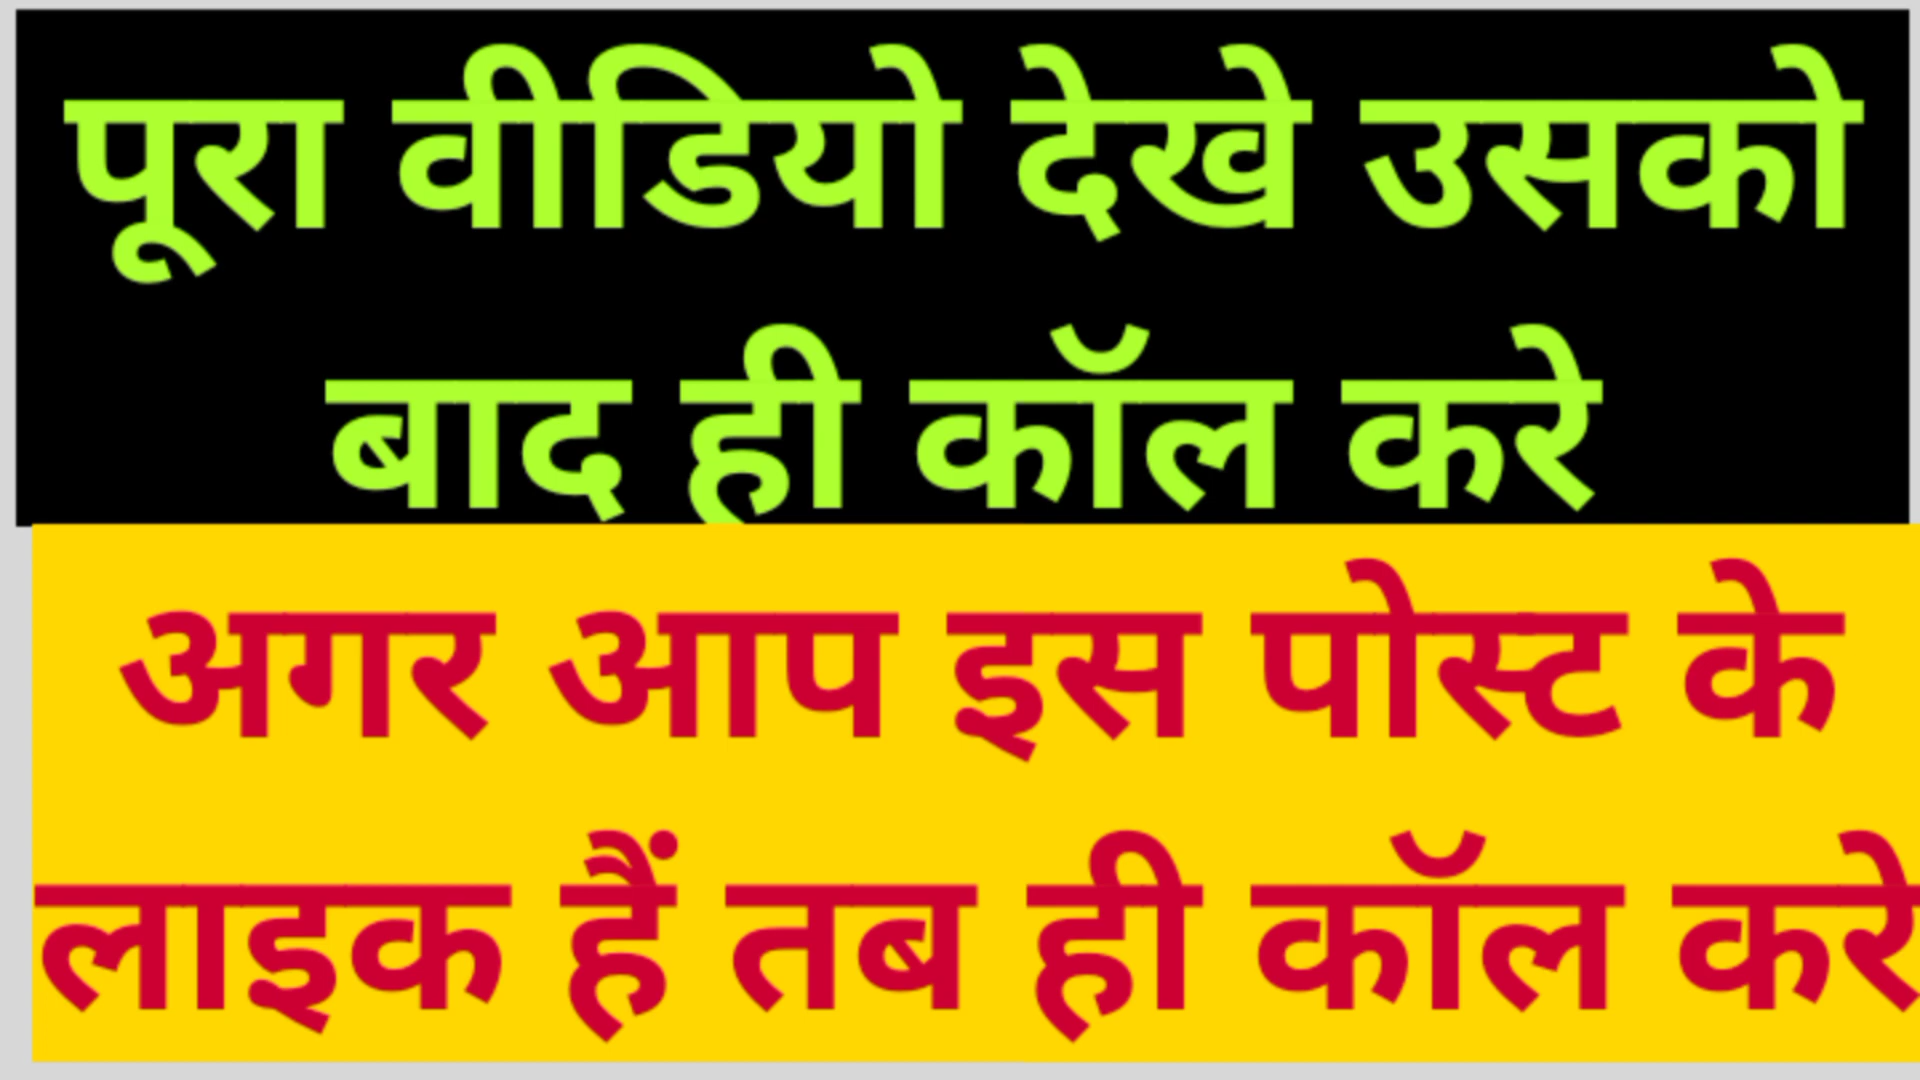 पूरा वीडियो देखे उसको
बाद ही कॉल करे
अगर आप इस पोस्ट के
लाइक हैं तब ही कॉल करे